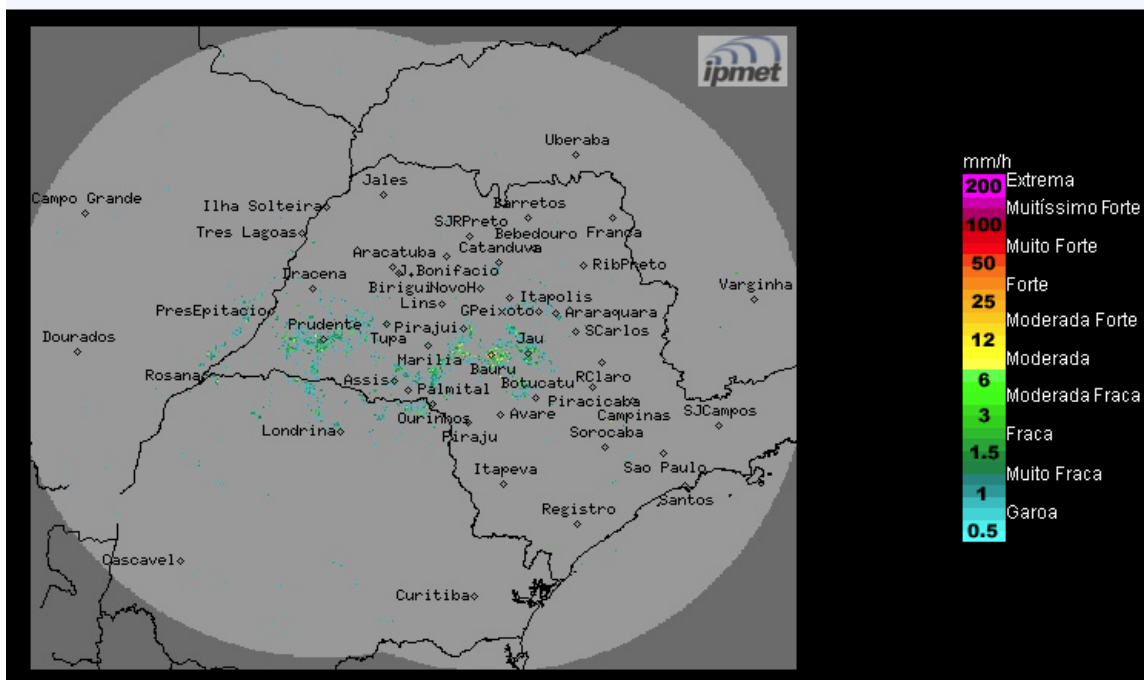 ipmet
Uberaba
Jales
Campo Grande
Ilha Solteira
Barretos
SJRPreto
Tres Lagoas
Bebedouro
Franca
Aracatuba
Catanduva
Dracena
J.Bonifacio
RibPreto
Birigui
NovoH
Varginha
Lins
Itapolis
PresEpitacio
GPeixoto
Araraquara
Prudente
Pirajui
SCarlos
Dourados
Tupa
Jau
Marilia
Bauru
Rosana
Assis
Botucatu
RClaro
Palmital
Piracicaba
Ourinhos
Avare
Campinas
SJCampos
Londrina
Piraju
Sorocaba
Itapeva
Sao Paulo
Santos
Registro
Cascavel
Curitiba
mm/h
200 Extrema
Muitíssimo Forte
100
Muito Forte
50
Forte
25
Moderada Forte
12
Moderada
6
Moderada Fraca
3
Fraca
1.5
Muito Fraca
1
Garoa
0.5